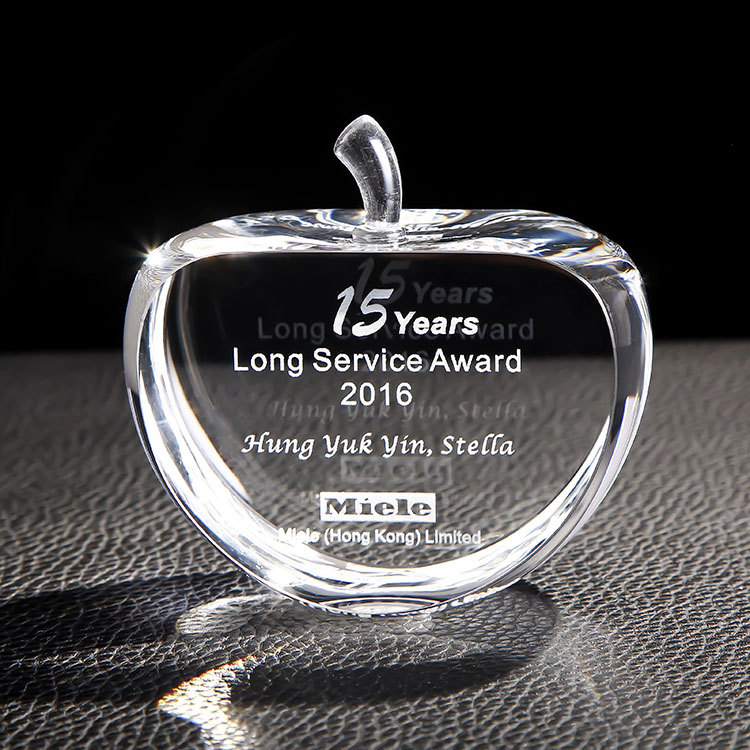 15 Years
Long Service Award
2016
Hung Yuk Yin, Stella
Miele
Miele (Hong Kong) Limited